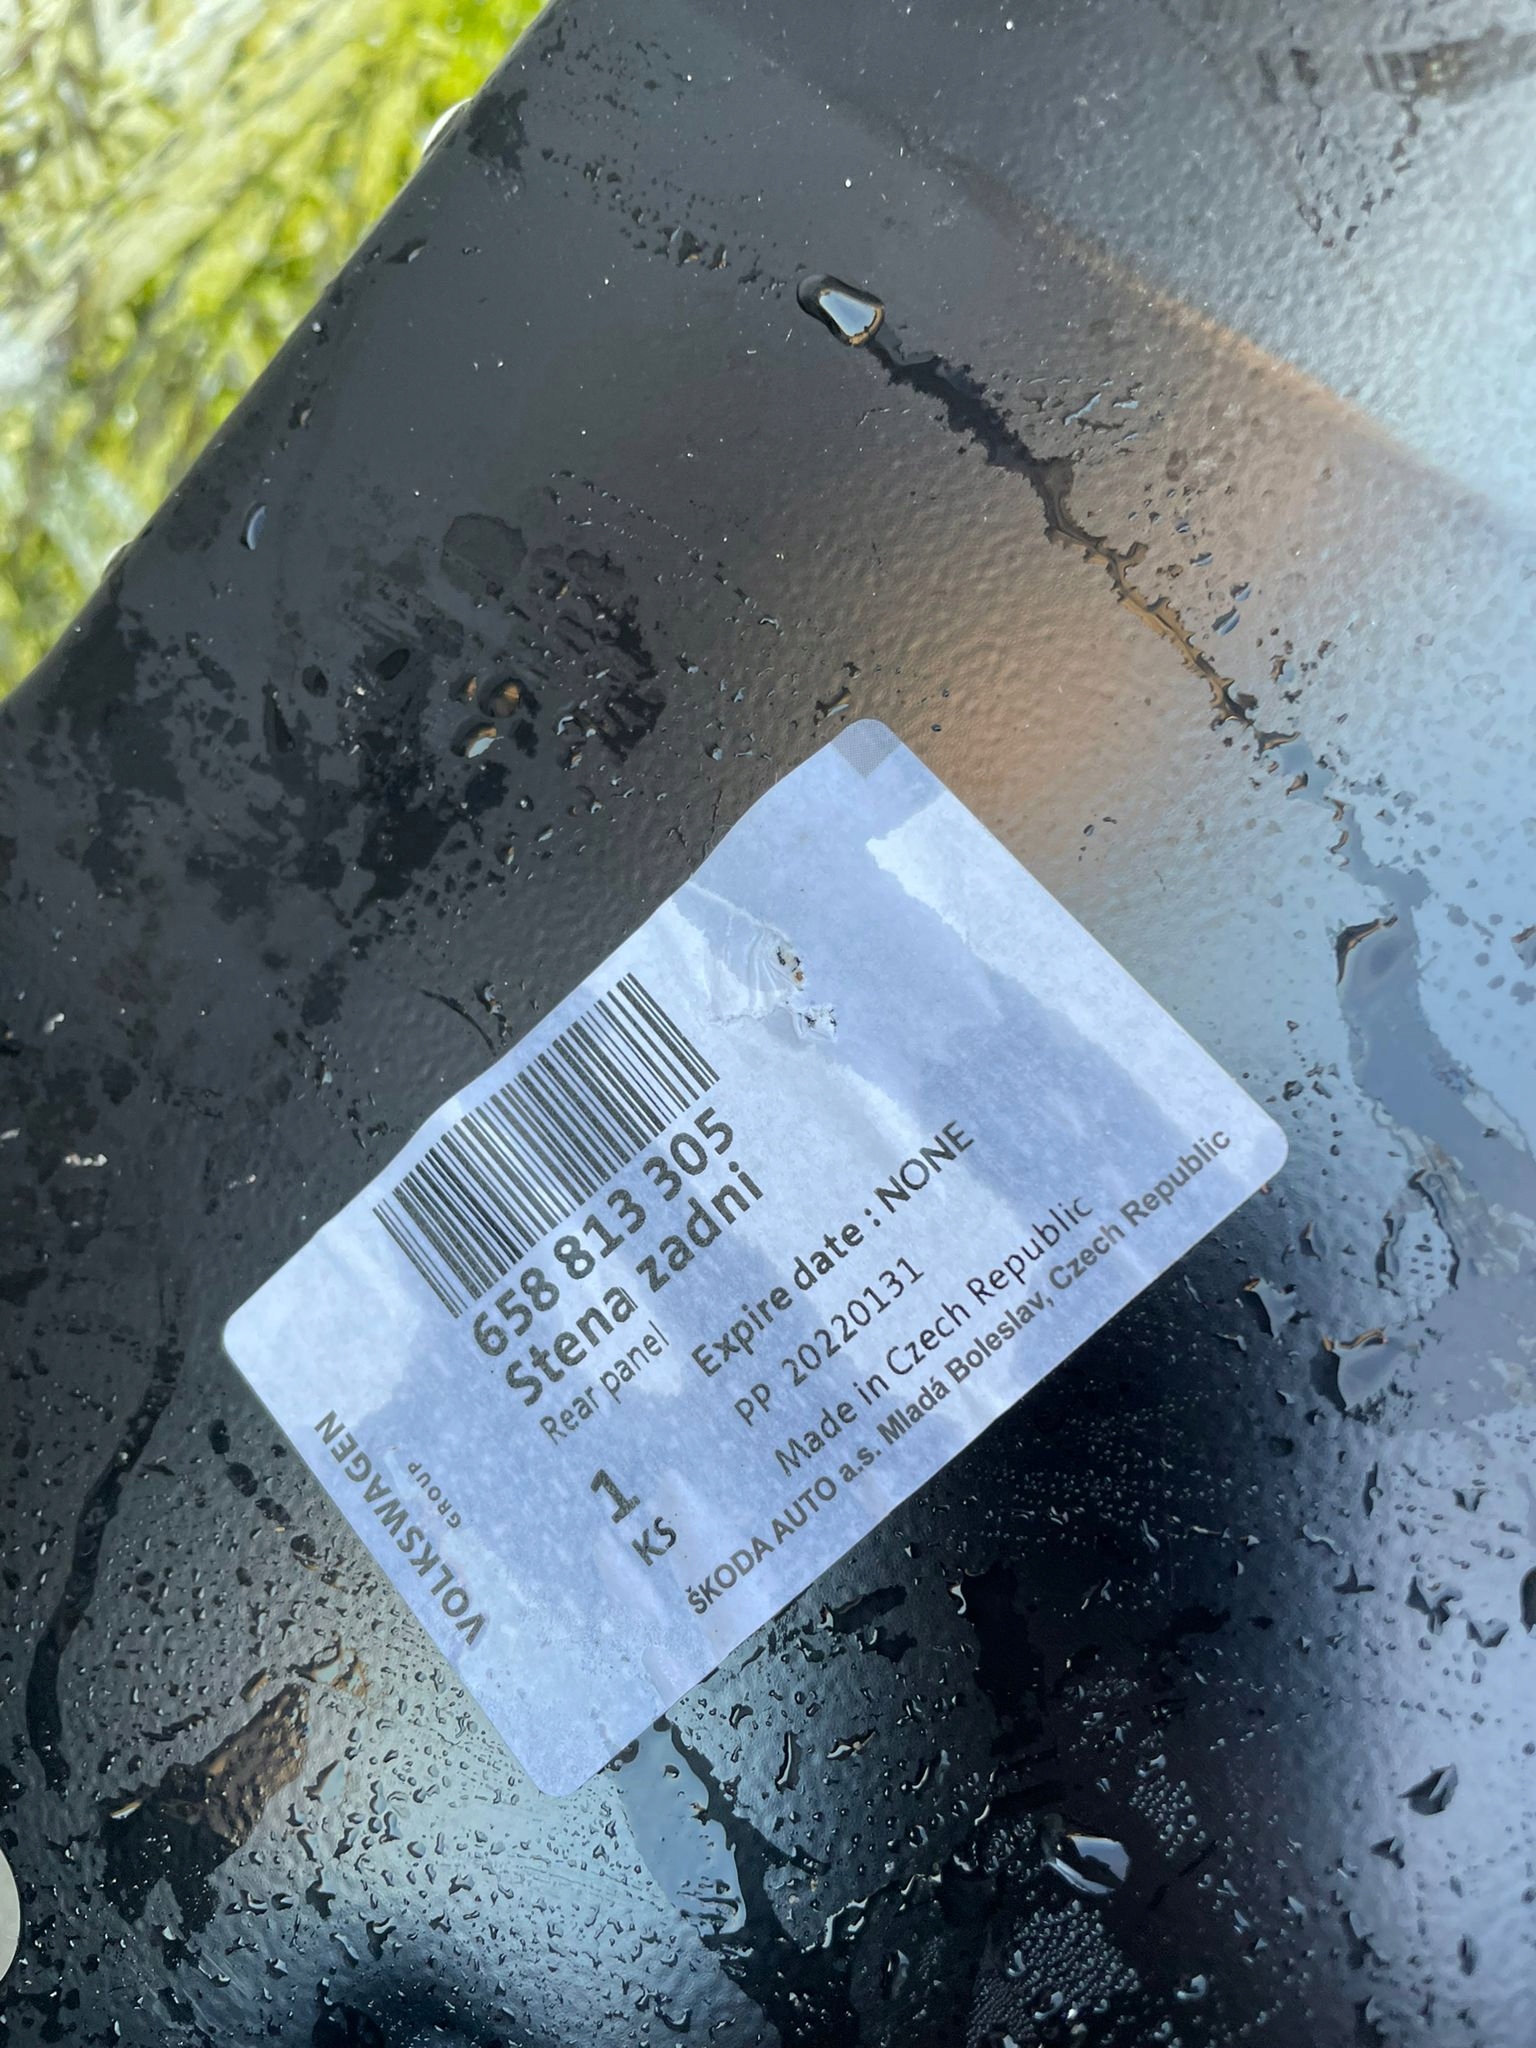 VOLKSWAGEN
GROUP
658 813 305
Stena zadni
Rear panel
1
KS
Expire date : NONE
PP 20220131
Made in Czech Republic
ŠKODA AUTO a.s. Mladá Boleslav, Czech Republic